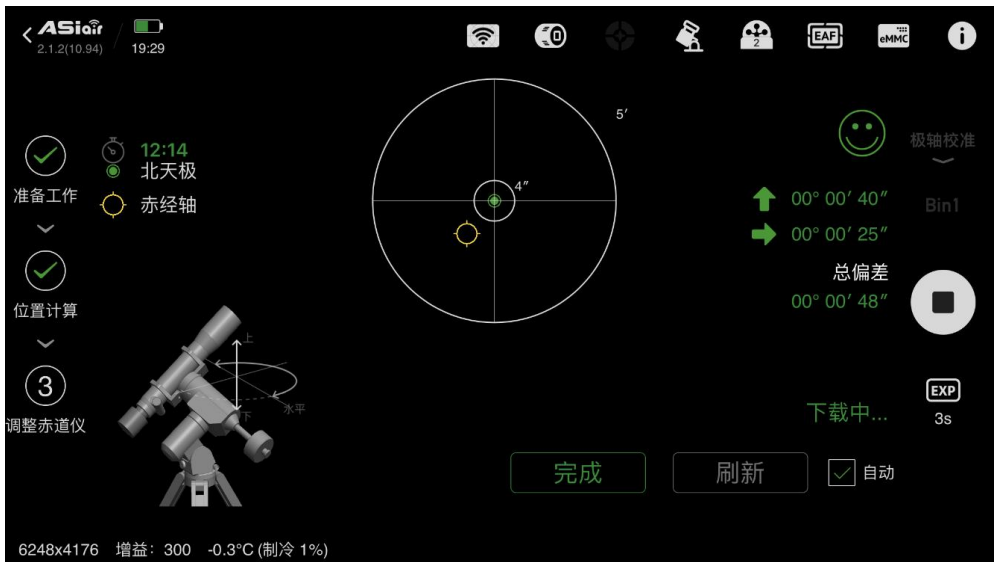 ASiair
2.1.2(10.94)
19:29
2
EAF
eMMC
5′
12:14
北天极
赤经轴
4″
极轴校准
Bin1
准备工作
00° 00′ 40″
00° 00′ 25″
总偏差
00° 00′ 48″
位置计算
上
水平
下
3
调整赤道仪
EXP
3s
下载中...
完成
刷新
自动
6248x4176 增益：300 -0.3°C (制冷 1%)